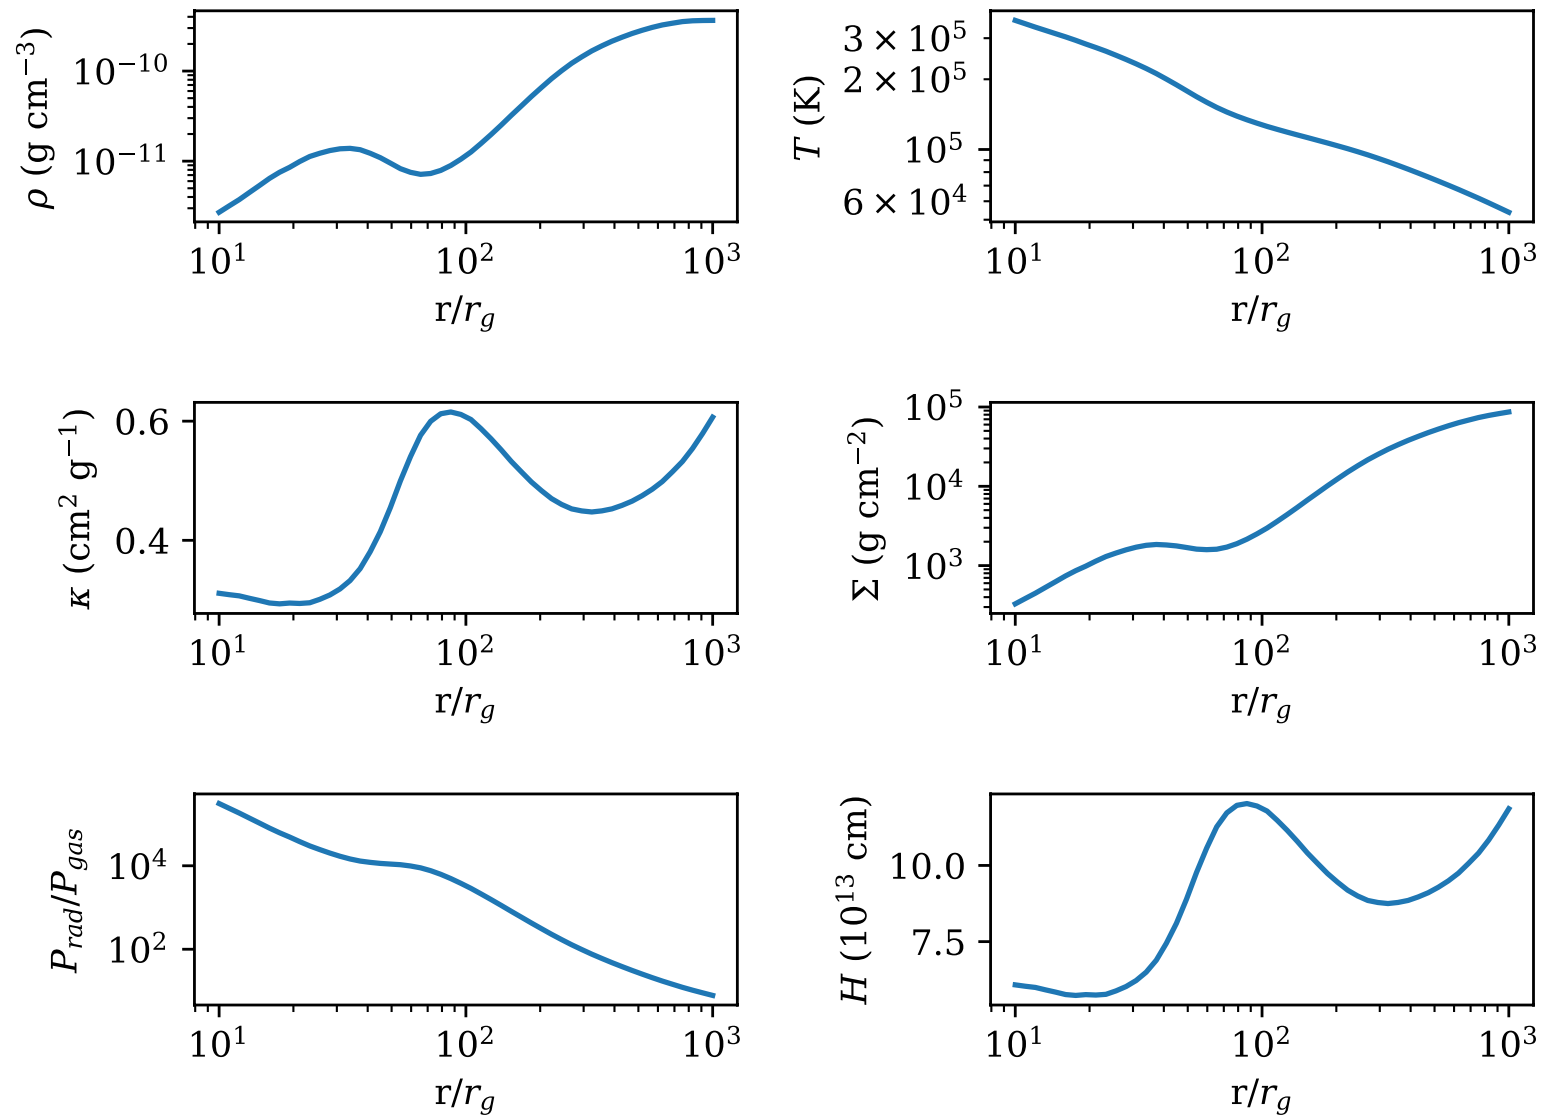 ρ (g cm⁻³)
10⁻¹⁰
10⁻¹¹
10¹ 10² 10³
r/r_g
T (K)
3 × 10⁵
2 × 10⁵
10⁵
6 × 10⁴
10¹ 10² 10³
r/r_g
κ (cm² g⁻¹)
0.6
0.4
10¹ 10² 10³
r/r_g
Σ (g cm⁻²)
10⁵
10⁴
10³
10¹ 10² 10³
r/r_g
P_rad/P_gas
10⁴
10²
10¹ 10² 10³
r/r_g
H (10¹³ cm)
10.0
7.5
10¹ 10² 10³
r/r_g